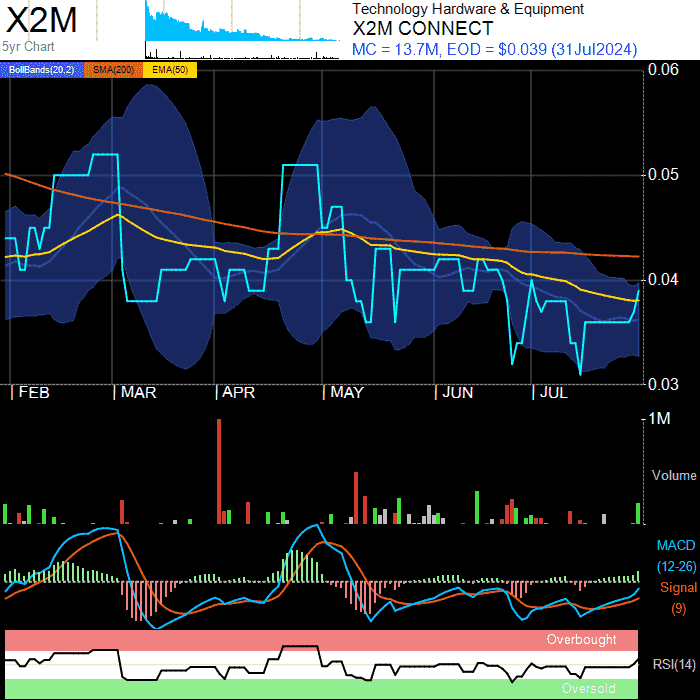 X2M
5yr Chart
Technology Hardware & Equipment
X2M CONNECT
MC = 13.7M, EOD = $0.039 (31Jul2024)
BollBands(20,2) SMA(200) EMA(50)
0.06
0.05
0.04
0.03
FEB MAR APR MAY JUN JUL
1M
Volume
MACD
(12-26)
Signal
(9)
Overbought
RSI(14)
Oversold